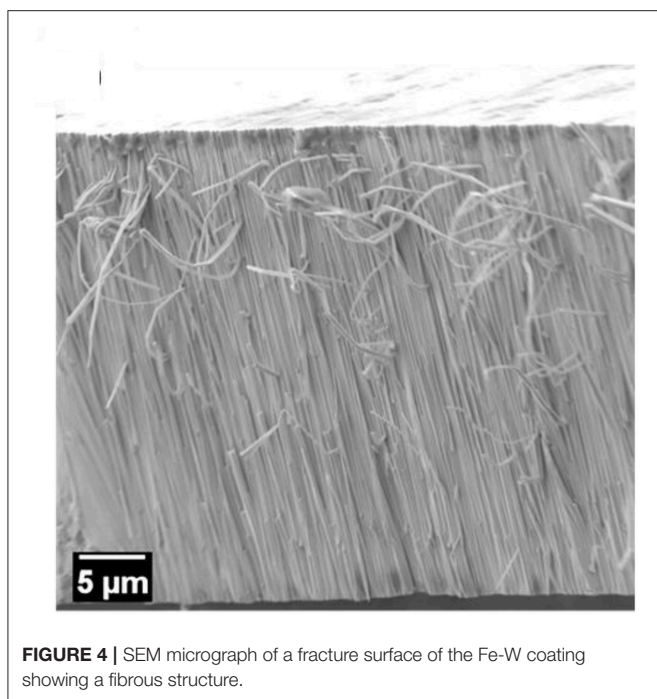 5 µm
FIGURE 4 | SEM micrograph of a fracture surface of the Fe-W coating
showing a fibrous structure.